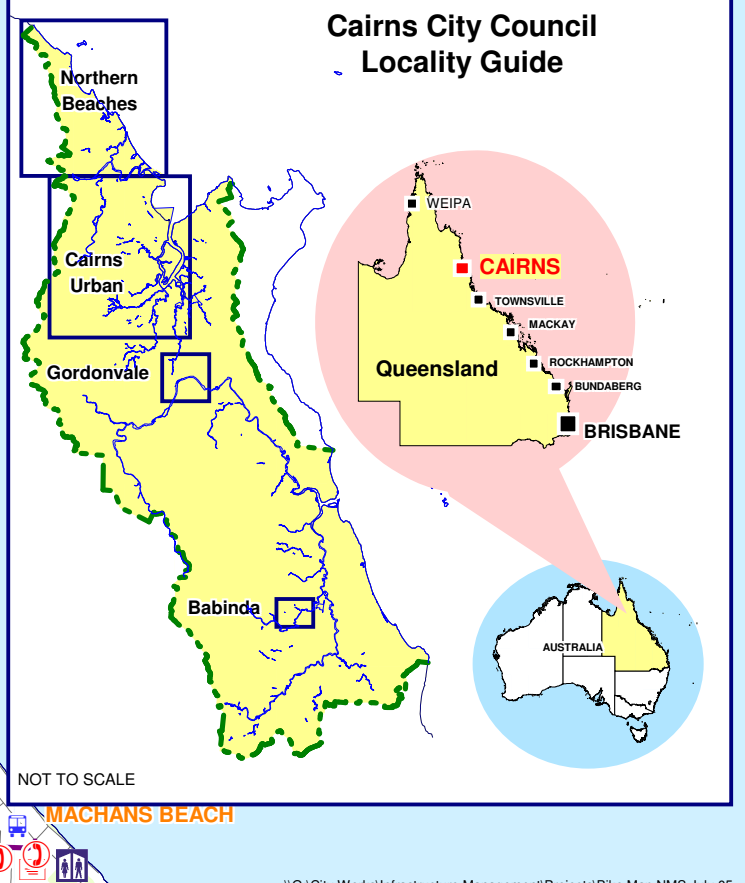 Cairns City Council
Locality Guide
Northern
Beaches
Cairns
Urban
Gordonvale
Babinda
WEIPA
CAIRNS
TOWNSVILLE
MACKAY
Queensland
ROCKHAMPTON
BUNDABERG
BRISBANE
AUSTRALIA
NOT TO SCALE
MACHANS BEACH